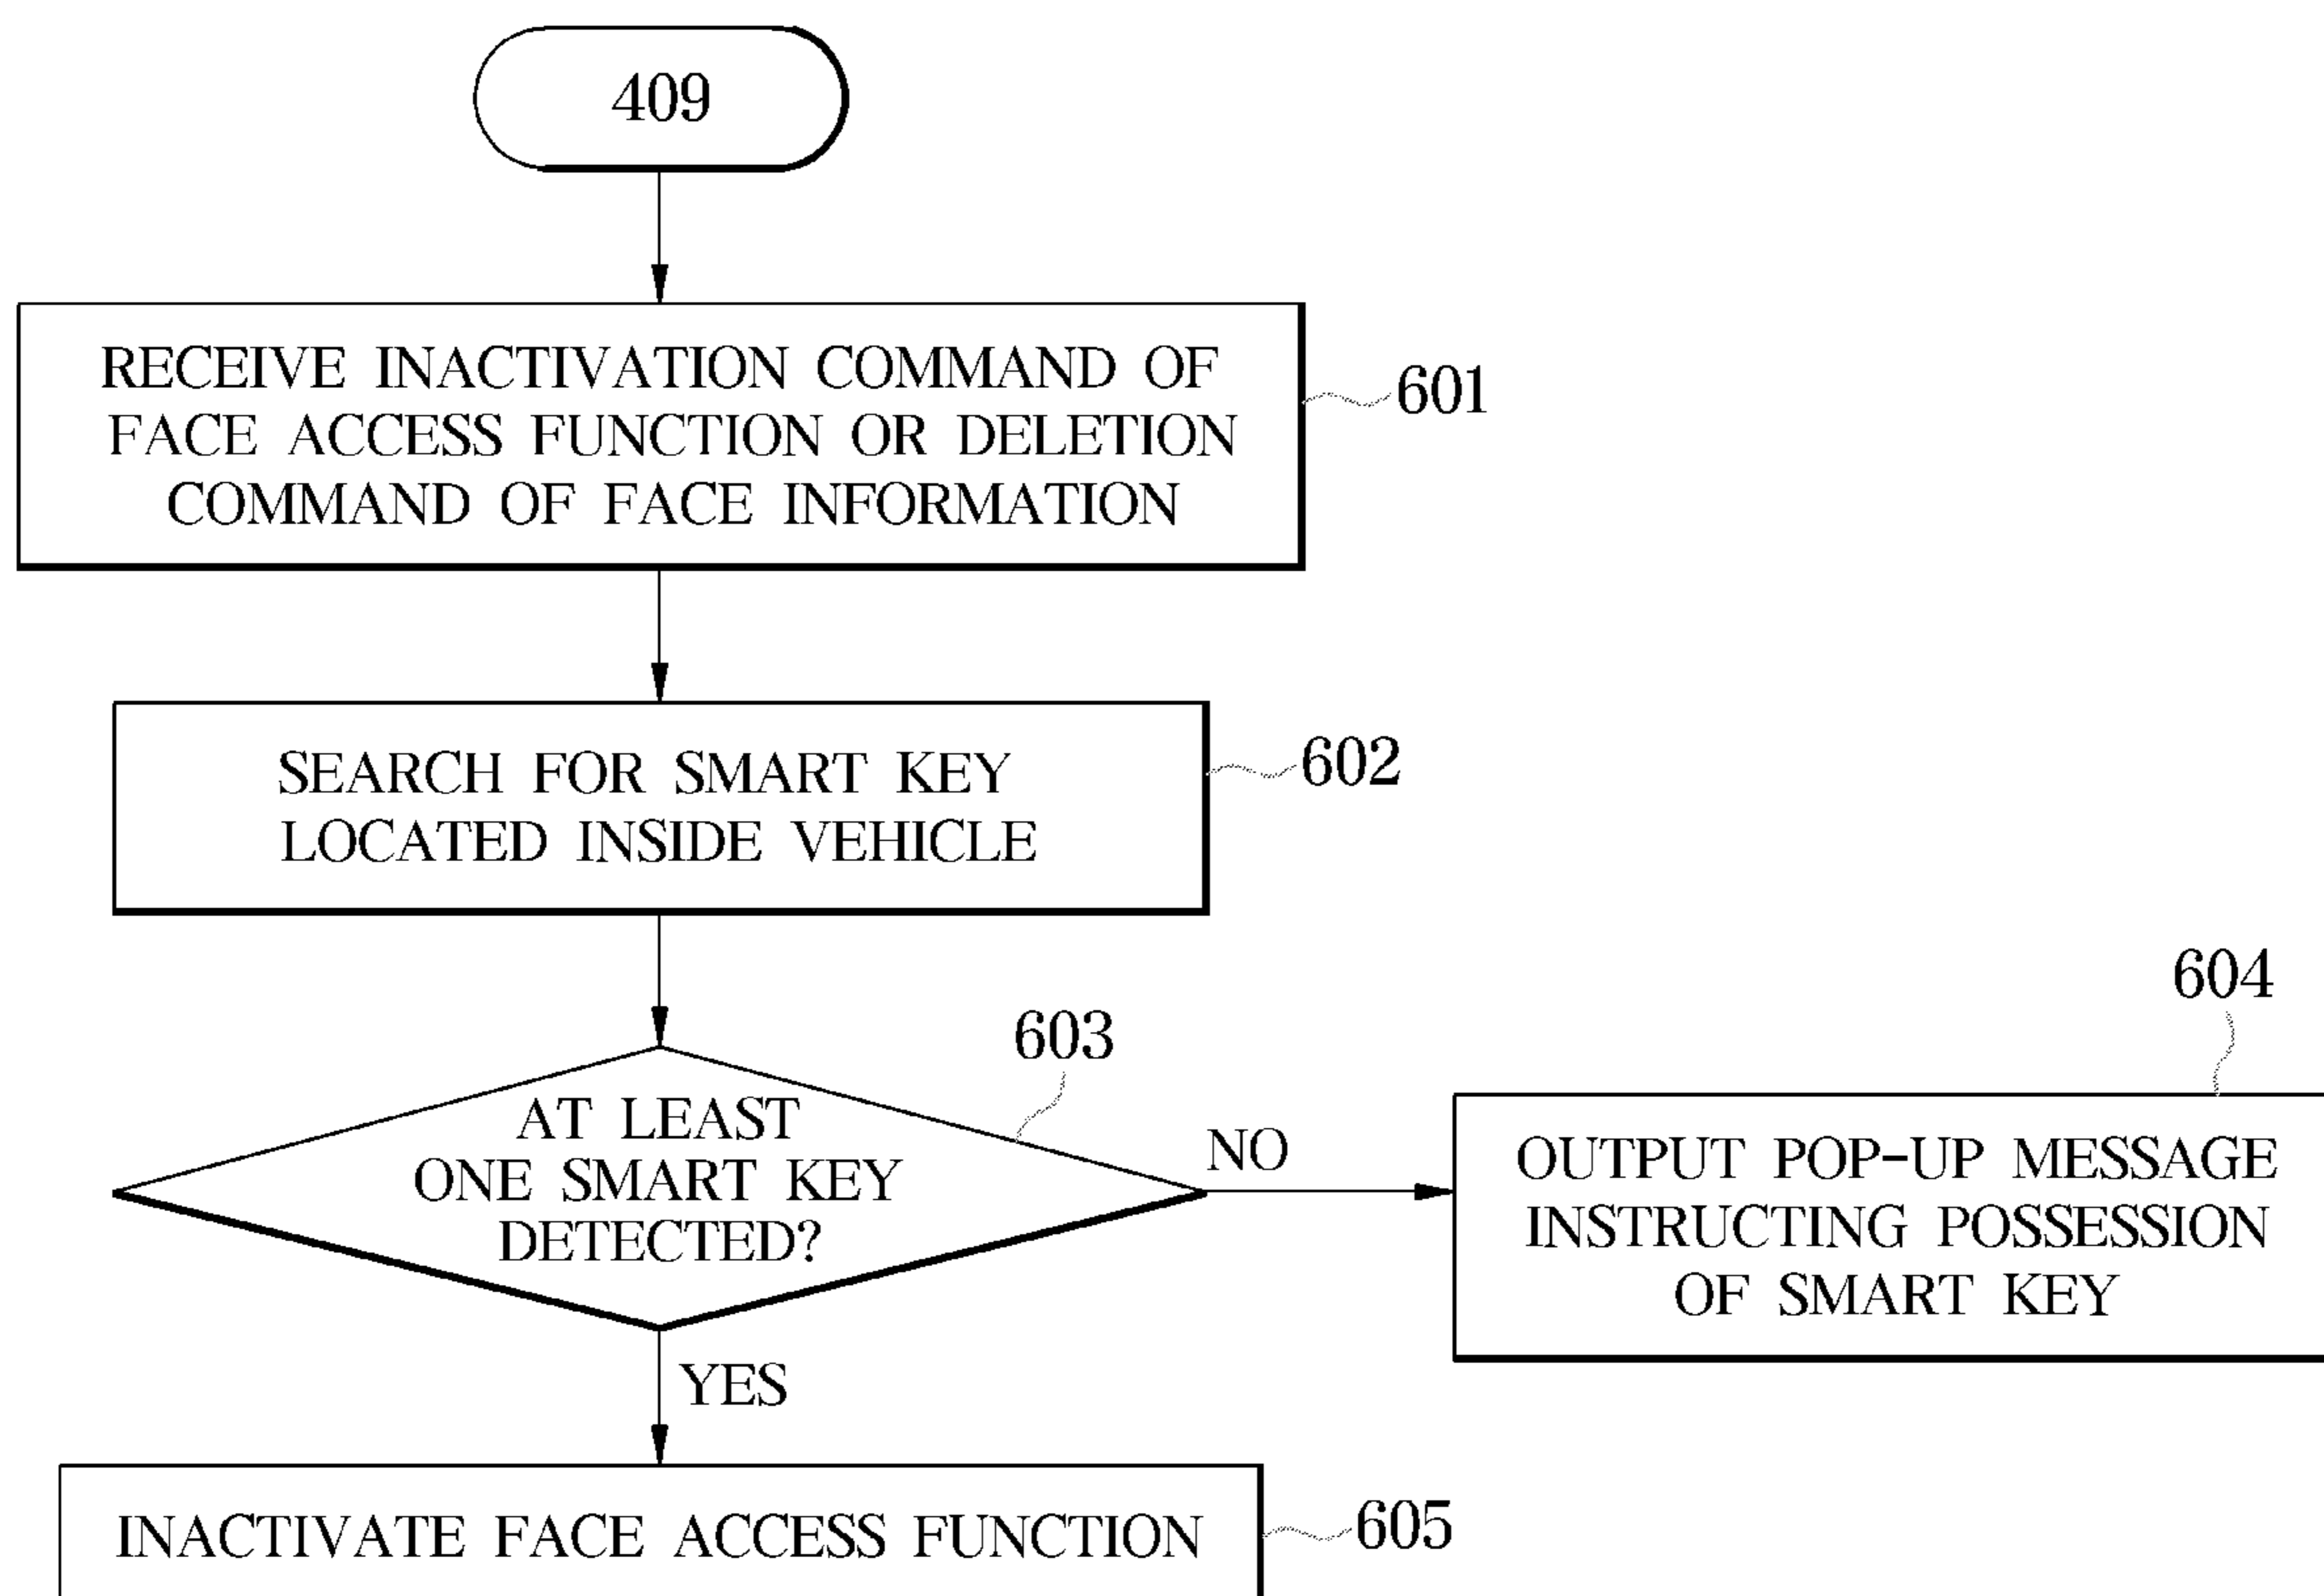 409
RECEIVE INACTIVATION COMMAND OF
FACE ACCESS FUNCTION OR DELETION
COMMAND OF FACE INFORMATION
601
SEARCH FOR SMART KEY
LOCATED INSIDE VEHICLE
602
AT LEAST
ONE SMART KEY
DETECTED?
603
NO
604
OUTPUT POP-UP MESSAGE
INSTRUCTING POSSESSION
OF SMART KEY
YES
INACTIVATE FACE ACCESS FUNCTION
605